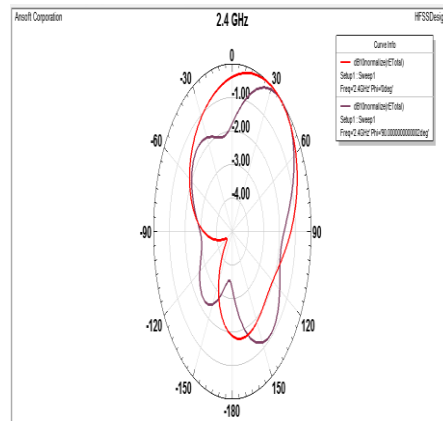 Ansoft Corporation
2.4 GHz
HFSSDesig
Curve Info
dB10normalize(rETotal)
Setup1 : Sweep1
Freq='2.4GHz' Phi='0deg'
dB10normalize(rETotal)
Setup1 : Sweep1
Freq='2.4GHz' Phi='90.0000000000002deg'
0
-30
30
-1.00
-2.00
-60
60
-3.00
-4.00
-90
90
-120
120
-150
150
-180